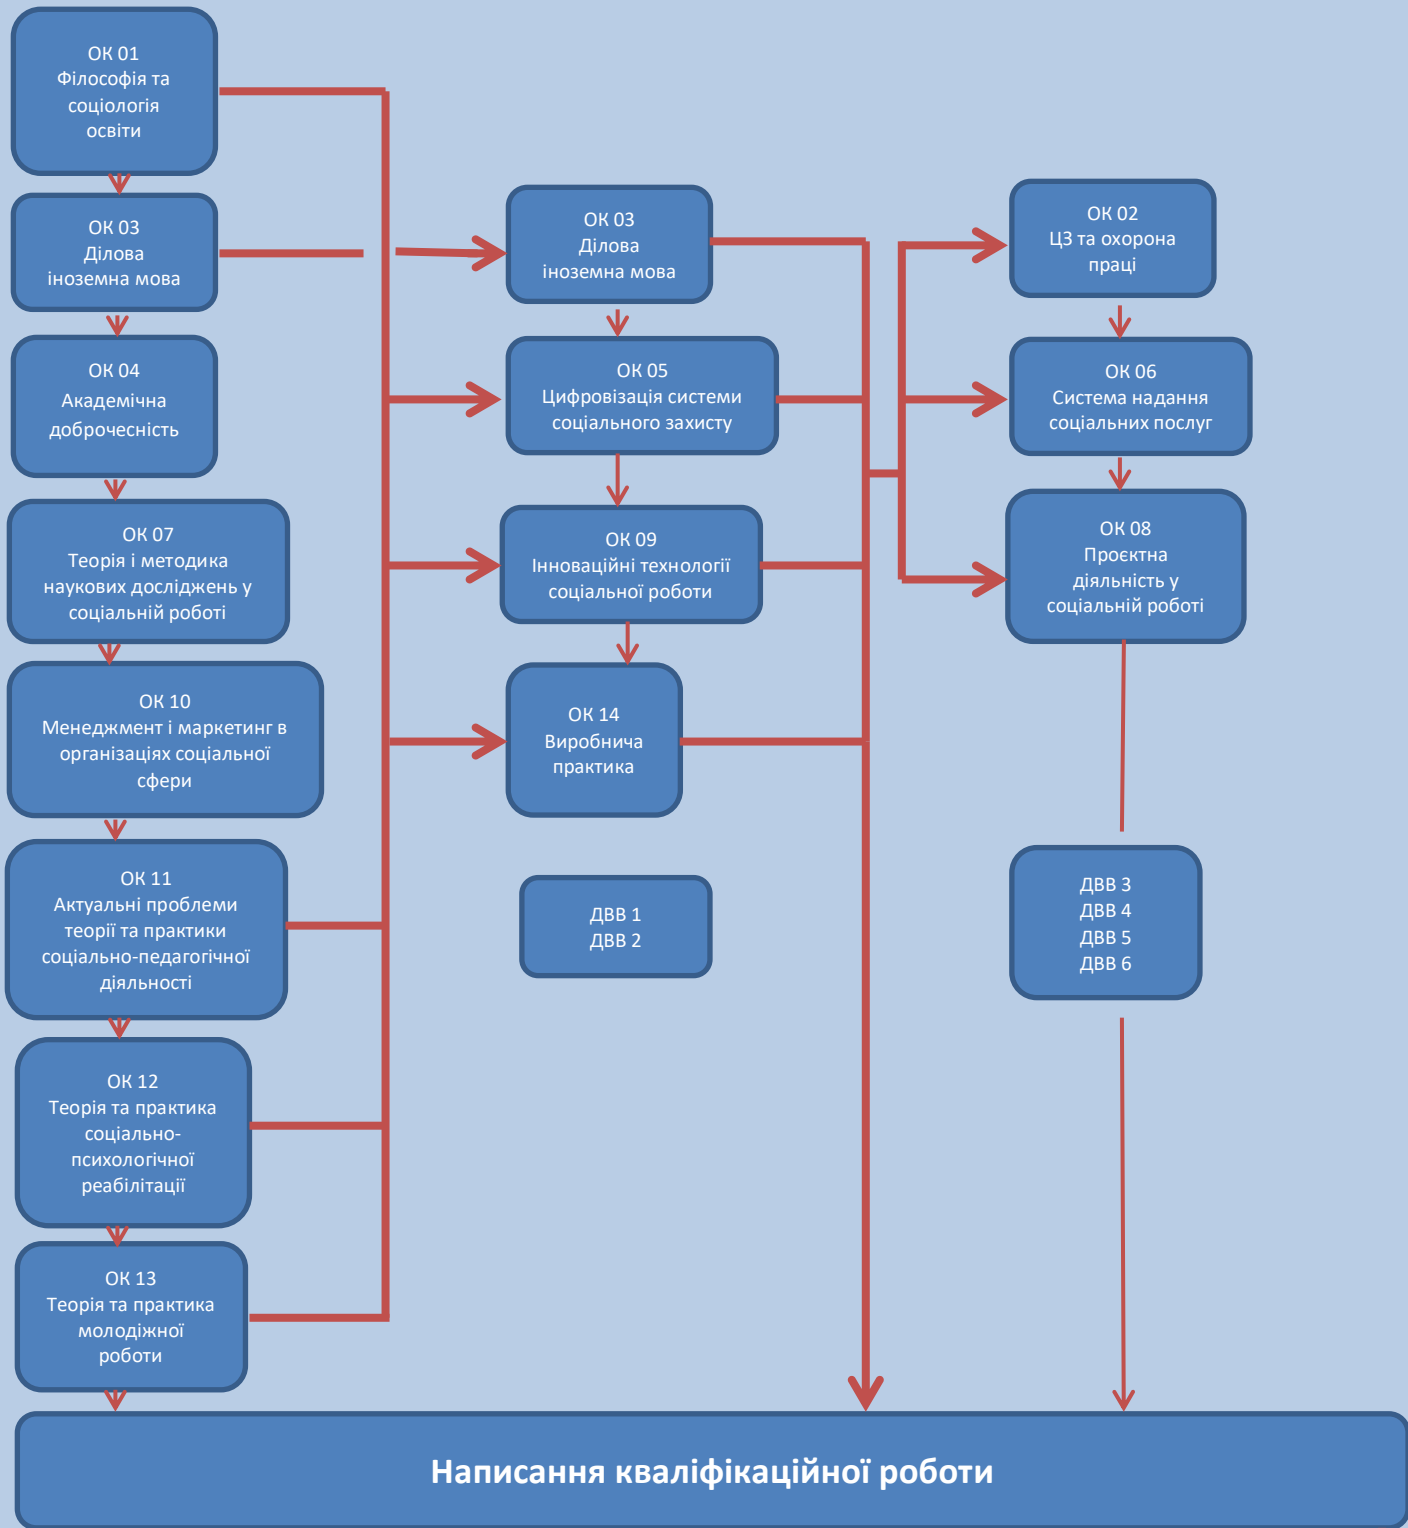 ОК 01
Філософія та
соціологія
освіти
ОК 03
Ділова
іноземна мова
ОК 04
Академічна
доброчесність
ОК 07
Теорія і методика
наукових досліджень у
соціальній роботі
ОК 10
Менеджмент і маркетинг в
організаціях соціальної
сфери
ОК 11
Актуальні проблеми
теорії та практики
соціально-педагогічної
діяльності
ОК 12
Теорія та практика
соціально-
психологічної
реабілітації
ОК 13
Теорія та практика
молодіжної
роботи
ОК 03
Ділова
іноземна мова
ОК 05
Цифровізація системи
соціального захисту
ОК 09
Інноваційні технології
соціальної роботи
ОК 14
Виробнича
практика
ДВВ 1
ДВВ 2
ОК 02
ЦЗ та охорона
праці
ОК 06
Система надання
соціальних послуг
ОК 08
Проєктна
діяльність у
соціальній роботі
ДВВ 3
ДВВ 4
ДВВ 5
ДВВ 6
Написання кваліфікаційної роботи